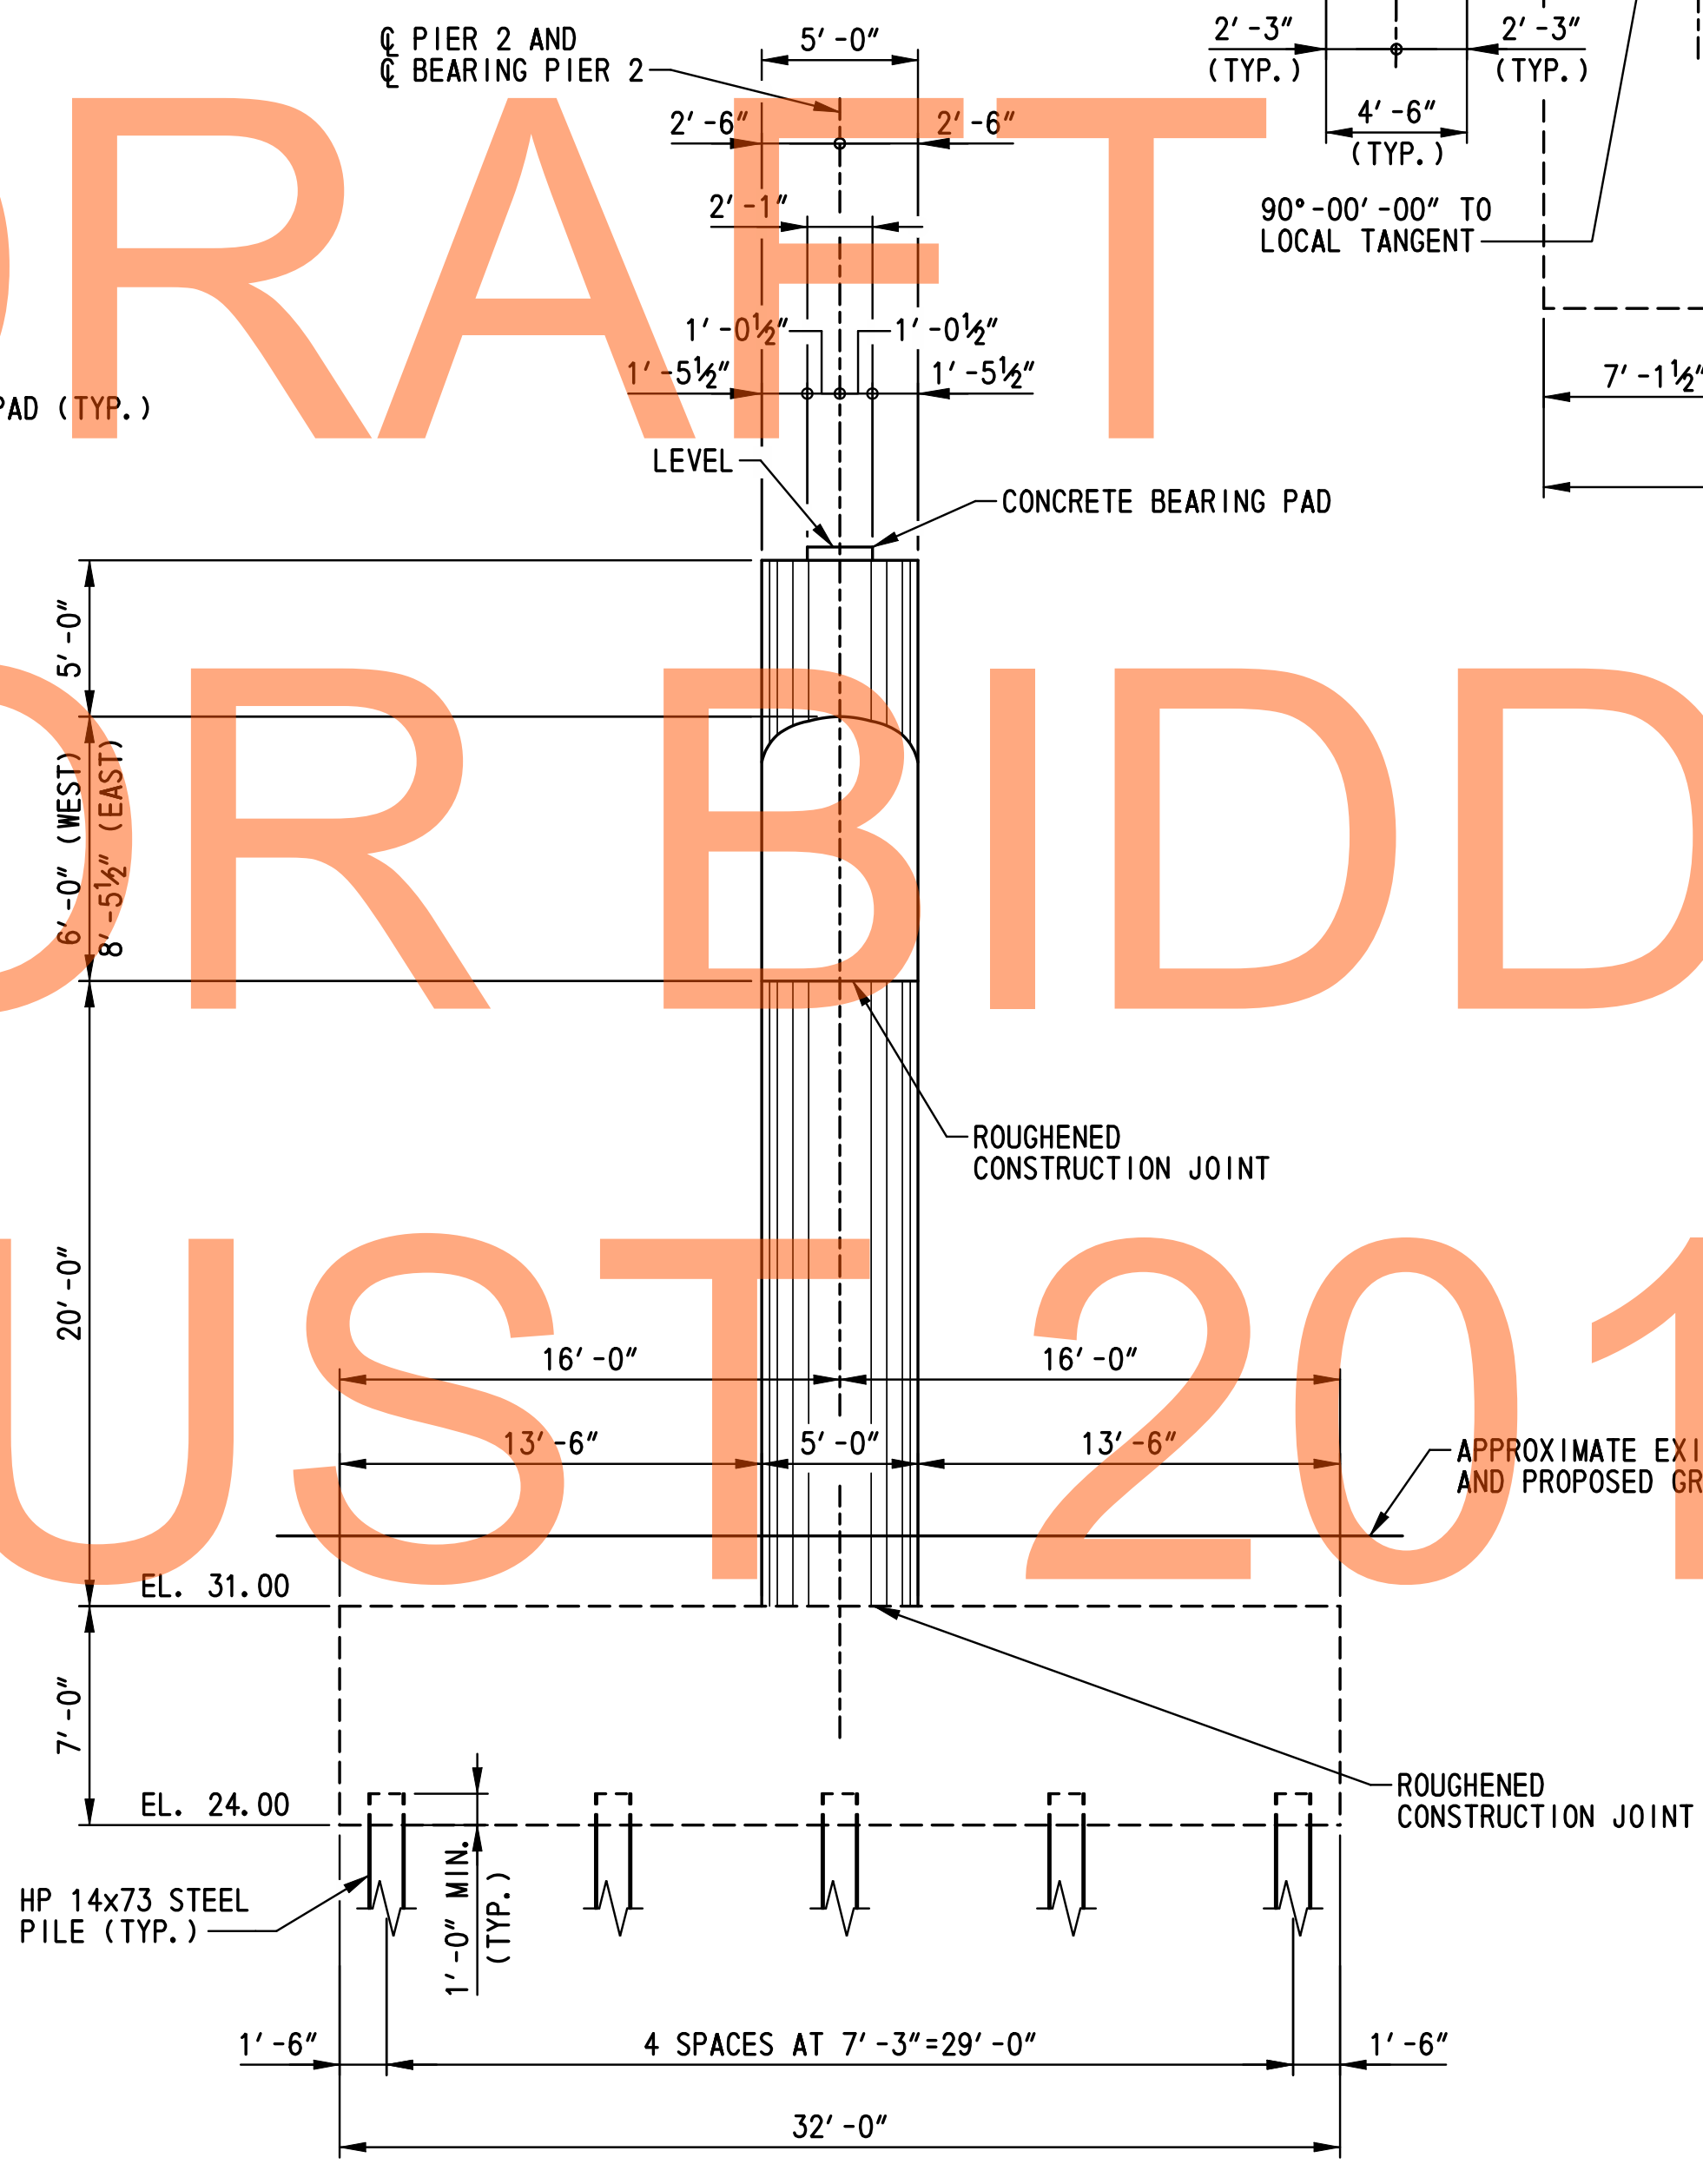 ℄ PIER 2 AND
℄ BEARING PIER 2
5'-0"
2'-6"
2'-6"
2'-1"
1'-0½"
1'-0½"
1'-5½"
1'-5½"
2'-3"
(TYP.)
2'-3"
(TYP.)
4'-6"
(TYP.)
90°-00'-00" TO
LOCAL TANGENT
7'-1½"
PAD (TYP.)
LEVEL
CONCRETE BEARING PAD
5'-0"
6'-0" (WEST)
8'-5½" (EAST)
20'-0"
7'-0"
ROUGHENED
CONSTRUCTION JOINT
16'-0"
16'-0"
13'-6"
5'-0"
13'-6"
APPROXIMATE EXI
AND PROPOSED GR
EL. 31.00
EL. 24.00
ROUGHENED
CONSTRUCTION JOINT
HP 14x73 STEEL
PILE (TYP.)
1'-0" MIN.
(TYP.)
1'-6"
4 SPACES AT 7'-3"=29'-0"
1'-6"
32'-0"
DRAFT
OR BIDD
UST 201